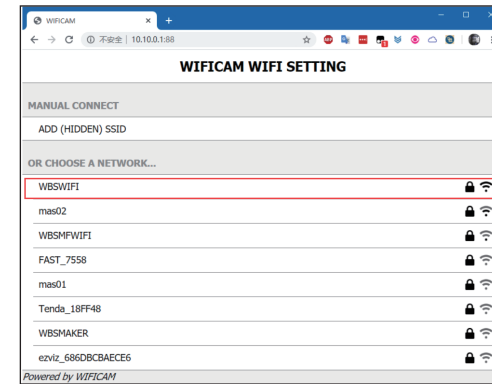 WIFICAM
不安全 | 10.10.0.1:88
WIFICAM WIFI SETTING
MANUAL CONNECT
ADD (HIDDEN) SSID
OR CHOOSE A NETWORK...
WBSWIFI
mas02
WBSMFWIFI
FAST_7558
mas01
Tenda_18FF48
WBSMAKER
ezviz_686DBCBAECE6
Powered by WIFICAM